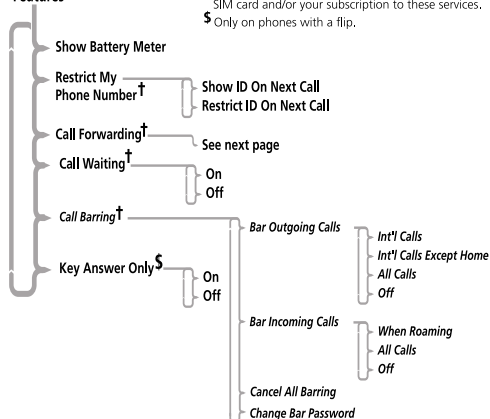 Features
SIM card and/or your subscription to these services.
$ Only on phones with a flip.
Show Battery Meter
Restrict My
Phone Number†
Show ID On Next Call
Restrict ID On Next Call
Call Forwarding†
See next page
Call Waiting†
On
Off
Call Barring†
Bar Outgoing Calls
Int'l Calls
Int'l Calls Except Home
All Calls
Off
Bar Incoming Calls
When Roaming
All Calls
Off
Cancel All Barring
Change Bar Password
Key Answer Only$
On
Off